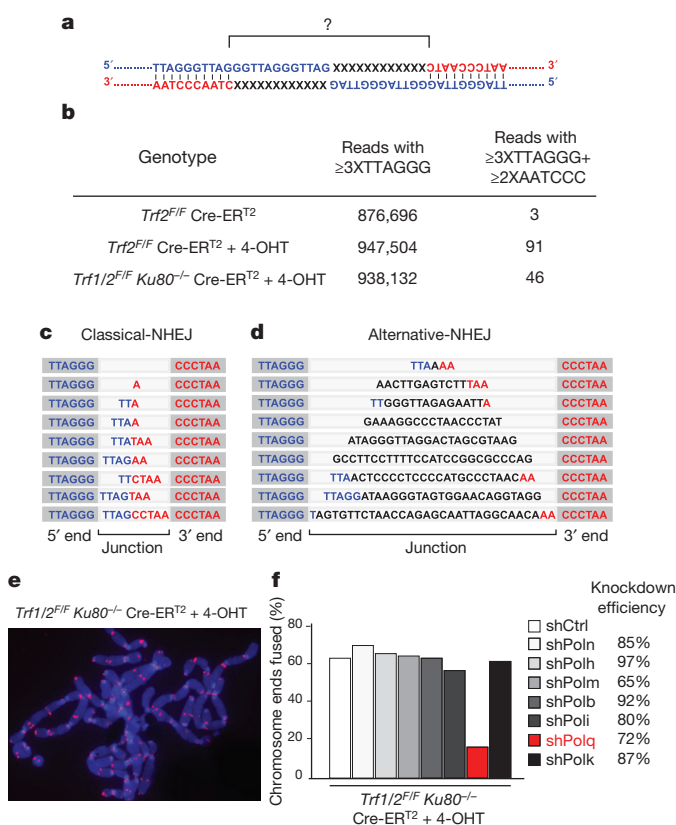 a
?
5′ TTAGGGTTAGGGTTAGGGTTAG XXXXXXXXXXXX CTAACCCTAA 3′
3′ AATCCCAATCXXXXXXXXXXXX GATTGGGATTGGGATTGGGATT 5′
b
Genotype
Reads with ≥3XTTAGGG
Reads with ≥3XTTAGGG+ ≥2XAATCCC
Trf2F/F Cre-ERT2 876,696 3
Trf2F/F Cre-ERT2 + 4-OHT 947,504 91
Trf1/2F/F Ku80–/– Cre-ERT2 + 4-OHT 938,132 46
c Classical-NHEJ
TTAGGG CCCTAA
TTAGGG A CCCTAA
TTAGGG TTA CCCTAA
TTAGGG TTAA CCCTAA
TTAGGG TTATAA CCCTAA
TTAGGG TTAGAA CCCTAA
TTAGGG TTCTAA CCCTAA
TTAGGG TTAGTAA CCCTAA
TTAGGG TTAGCCTAA CCCTAA
5′ end 3′ end
Junction
d Alternative-NHEJ
TTAGGG TTAAAA CCCTAA
TTAGGG AACTTGAGTCTTTAA CCCTAA
TTAGGG TTGGGTTAGAGAATTA CCCTAA
TTAGGG GAAAGGCCCTAACCCTAT CCCTAA
TTAGGG ATAGGGTTAGGACTAGCGTAAG CCCTAA
TTAGGG GCCTTCCTTTTCCATCCGGCGCCCAG CCCTAA
TTAGGG TTAACTCCCCTCCCCATGCCCTAACAA CCCTAA
TTAGGG TTAGGATAAGGGTAGTGGAACAGGTAGG CCCTAA
TTAGGG TAGTGTTCTAACCAGAGCAATTAGGCAACAAA CCCTAA
5′ end 3′ end
Junction
e
Trf1/2F/F Ku80–/– Cre-ERT2 + 4-OHT
f
Chromosome ends fused (%)
80
60
40
20
0
Trf1/2F/F Ku80–/–
Cre-ERT2 + 4-OHT
Knockdown
efficiency
shCtrl
shPoln 85%
shPolh 97%
shPolm 65%
shPolb 92%
shPoli 80%
shPolq 72%
shPolk 87%